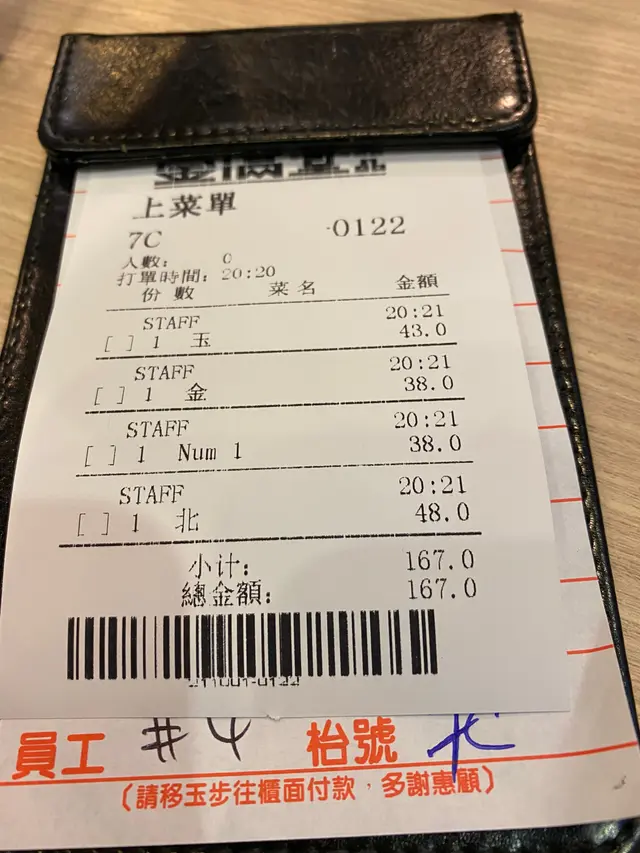 上菜單
7C 0122
人數: 0
打單時間: 20:20
份 數 菜 名 金額
STAFF 20:21
[ ] 1 玉 43.0
STAFF 20:21
[ ] 1 金 38.0
STAFF 20:21
[ ] 1 Num 1 38.0
STAFF 20:21
[ ] 1 北 48.0
小计: 167.0
總金額: 167.0
員工 #4 枱號
(請移玉步往櫃面付款，多謝惠顧)